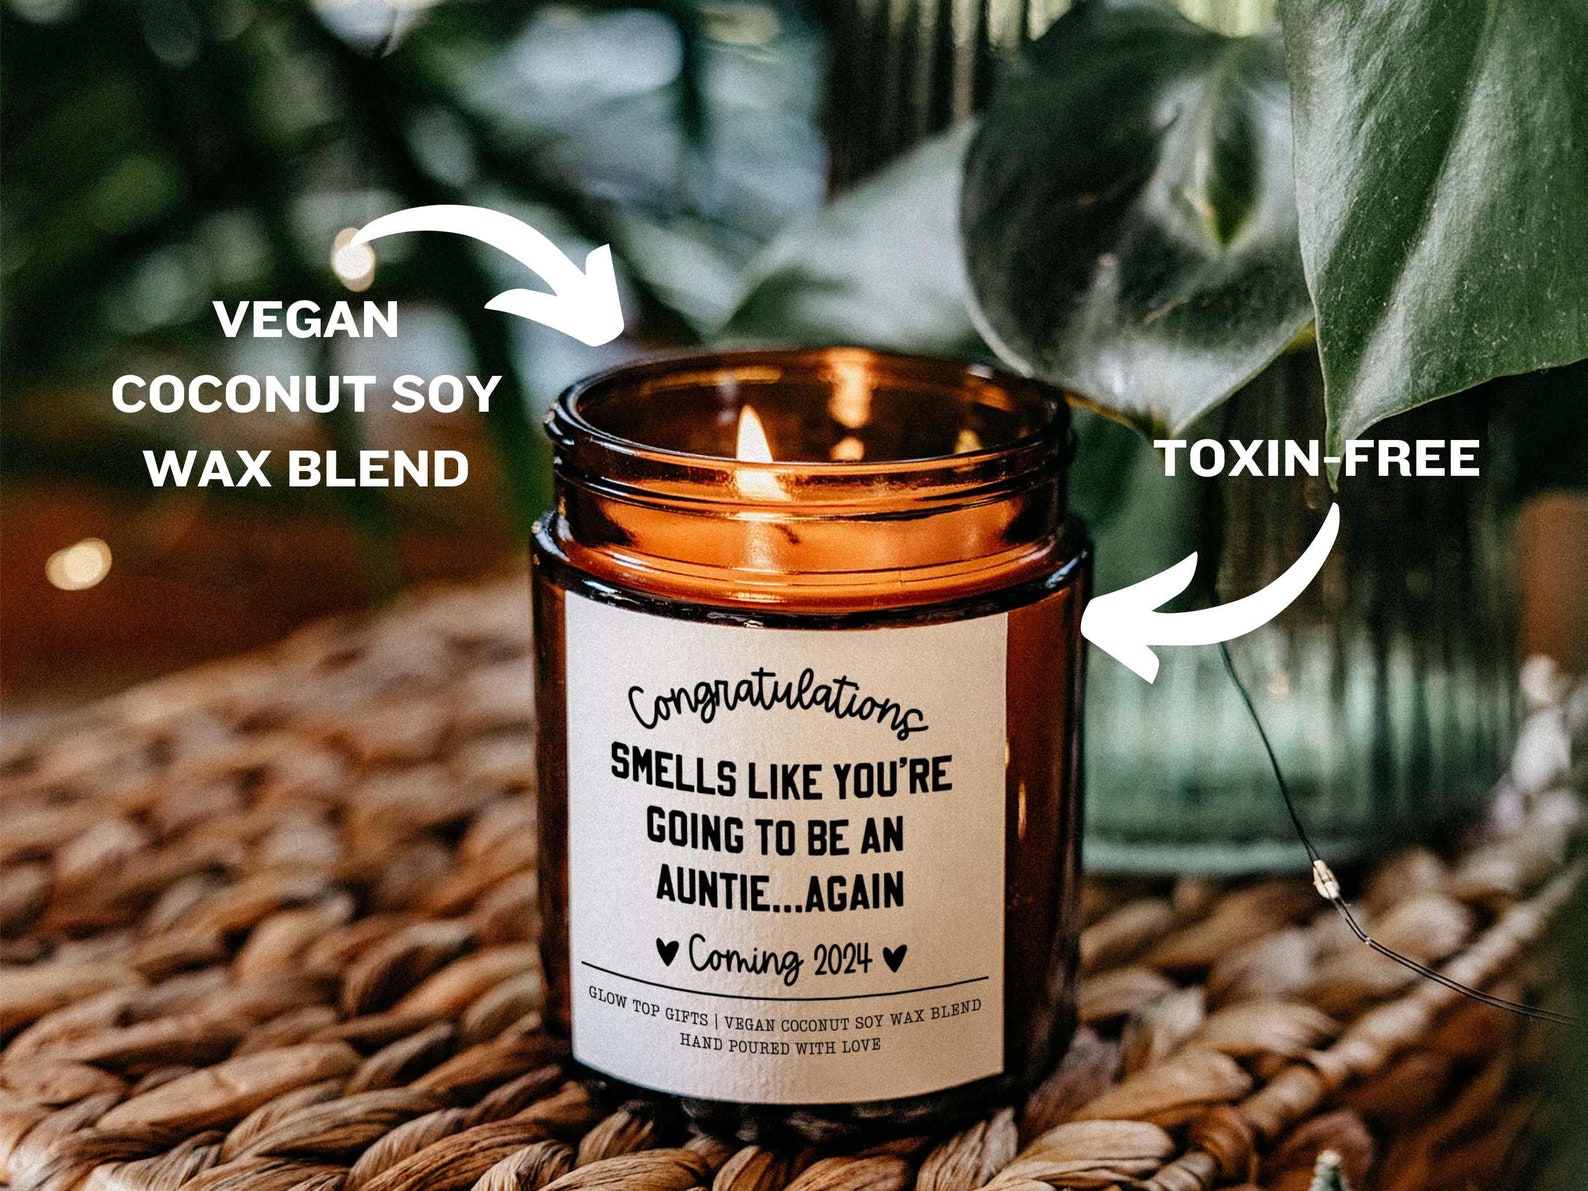 VEGAN
COCONUT SOY
WAX BLEND
TOXIN-FREE
Congratulations
SMELLS LIKE YOU'RE
GOING TO BE AN
AUNTIE...AGAIN
♥ Coming 2024 ♥
GLOW TOP GIFTS | VEGAN COCONUT SOY WAX BLEND
HAND POURED WITH LOVE